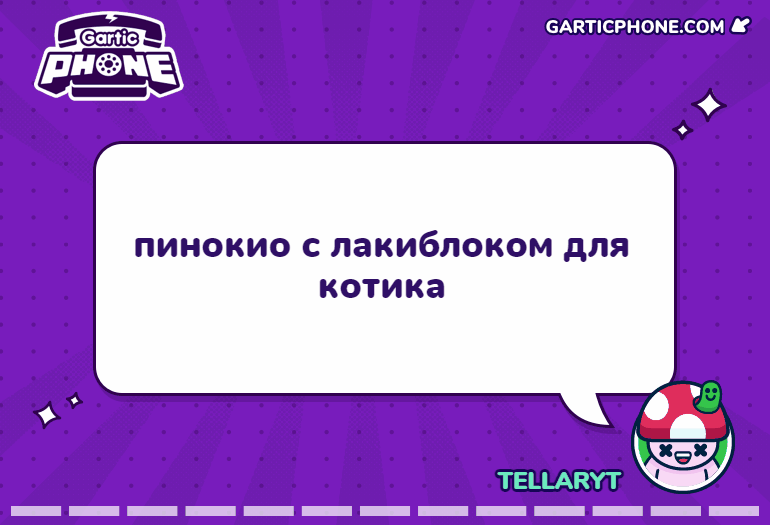 Gartic
PHONE
GARTICPHONE.COM
пинокио с лакиблоком для
котика
TELLARYT